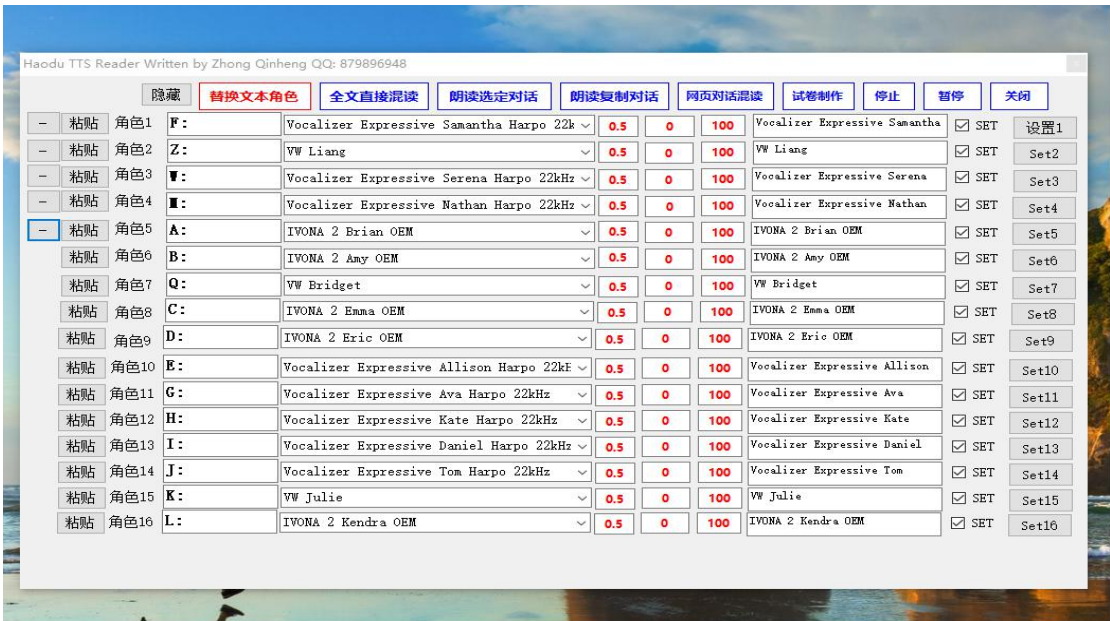 Haodu TTS Reader Written by Zhong Qinheng QQ: 879896948
隐藏 替换文本角色 全文直接混读 朗读选定对话 朗读复制对话 网页对话混读 试卷制作 停止 暂停 关闭
− 粘贴 角色1 F: Vocalizer Expressive Samantha Harpo 22k 0.5 0 100 Vocalizer Expressive Samantha SET 设置1
− 粘贴 角色2 Z: VW Liang 0.5 0 100 VW Liang SET Set2
− 粘贴 角色3 W: Vocalizer Expressive Serena Harpo 22kHz 0.5 0 100 Vocalizer Expressive Serena SET Set3
− 粘贴 角色4 M: Vocalizer Expressive Nathan Harpo 22kHz 0.5 0 100 Vocalizer Expressive Nathan SET Set4
− 粘贴 角色5 A: IVONA 2 Brian OEM 0.5 0 100 IVONA 2 Brian OEM SET Set5
粘贴 角色6 B: IVONA 2 Amy OEM 0.5 0 100 IVONA 2 Amy OEM SET Set6
粘贴 角色7 Q: VW Bridget 0.5 0 100 VW Bridget SET Set7
粘贴 角色8 C: IVONA 2 Emma OEM 0.5 0 100 IVONA 2 Emma OEM SET Set8
粘贴 角色9 D: IVONA 2 Eric OEM 0.5 0 100 IVONA 2 Eric OEM SET Set9
粘贴 角色10 E: Vocalizer Expressive Allison Harpo 22kH 0.5 0 100 Vocalizer Expressive Allison SET Set10
粘贴 角色11 G: Vocalizer Expressive Ava Harpo 22kHz 0.5 0 100 Vocalizer Expressive Ava SET Set11
粘贴 角色12 H: Vocalizer Expressive Kate Harpo 22kHz 0.5 0 100 Vocalizer Expressive Kate SET Set12
粘贴 角色13 I: Vocalizer Expressive Daniel Harpo 22kHz 0.5 0 100 Vocalizer Expressive Daniel SET Set13
粘贴 角色14 J: Vocalizer Expressive Tom Harpo 22kHz 0.5 0 100 Vocalizer Expressive Tom SET Set14
粘贴 角色15 K: VW Julie 0.5 0 100 VW Julie SET Set15
粘贴 角色16 L: IVONA 2 Kendra OEM 0.5 0 100 IVONA 2 Kendra OEM SET Set16